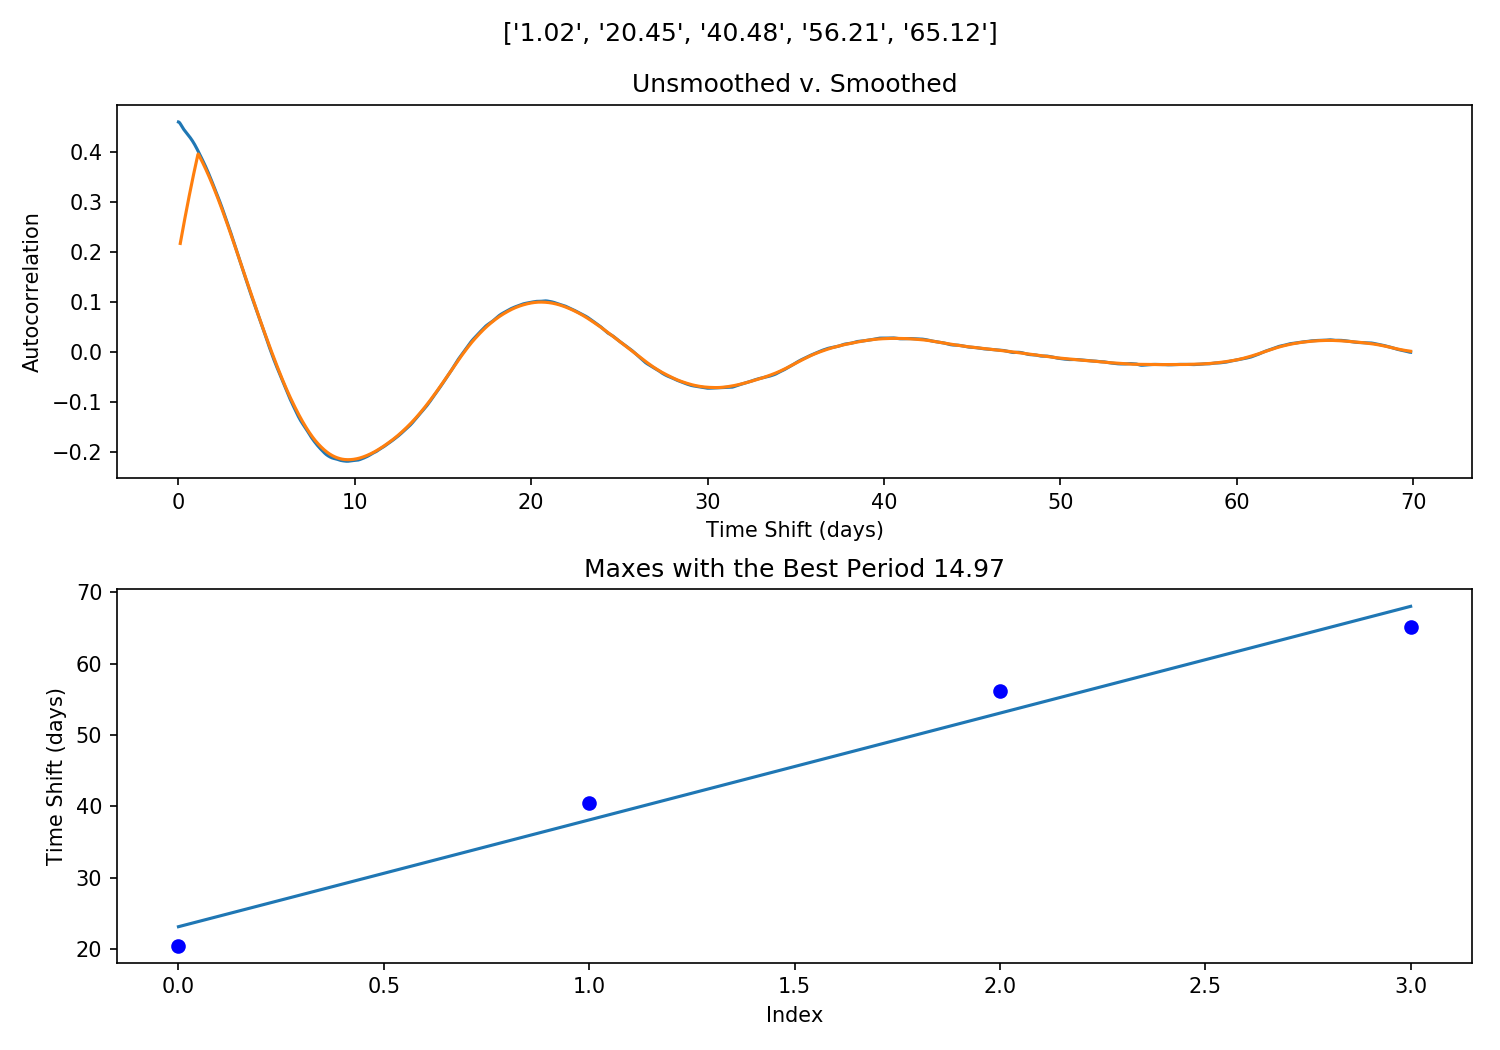 ['1.02', '20.45', '40.48', '56.21', '65.12']
Unsmoothed v. Smoothed
0.4
0.3
0.2
0.1
0.0
−0.1
−0.2
Autocorrelation
0 10 20 30 40 50 60 70
Time Shift (days)
Maxes with the Best Period 14.97
70
60
50
40
30
20
Time Shift (days)
0.0 0.5 1.0 1.5 2.0 2.5 3.0
Index